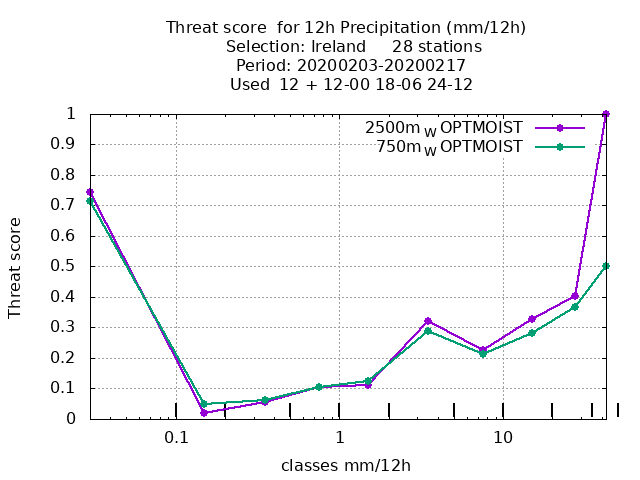 Threat score  for 12h Precipitation (mm/12h)
Selection: Ireland     28 stations
Period: 20200203-20200217
Used  12 + 12-00 18-06 24-12
2500m W OPTMOIST
750m W OPTMOIST
Threat score
1
0.9
0.8
0.7
0.6
0.5
0.4
0.3
0.2
0.1
0
0.1 1 10
classes mm/12h